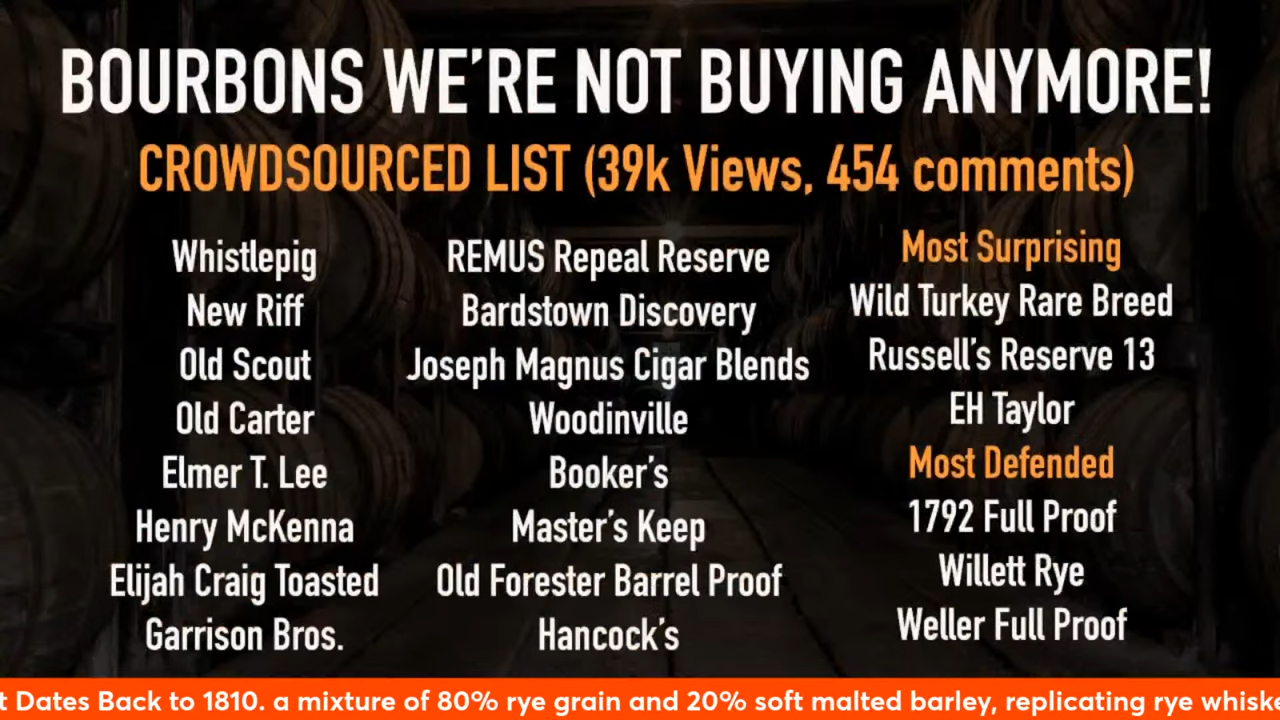 BOURBONS WE'RE NOT BUYING ANYMORE!
CROWDSOURCED LIST (39k Views, 454 comments)
Whistlepig
New Riff
Old Scout
Old Carter
Elmer T. Lee
Henry McKenna
Elijah Craig Toasted
Garrison Bros.
REMUS Repeal Reserve
Bardstown Discovery
Joseph Magnus Cigar Blends
Woodinville
Booker's
Master's Keep
Old Forester Barrel Proof
Hancock's
Most Surprising
Wild Turkey Rare Breed
Russell's Reserve 13
EH Taylor
Most Defended
1792 Full Proof
Willett Rye
Weller Full Proof
t Dates Back to 1810. a mixture of 80% rye grain and 20% soft malted barley, replicating rye whiske